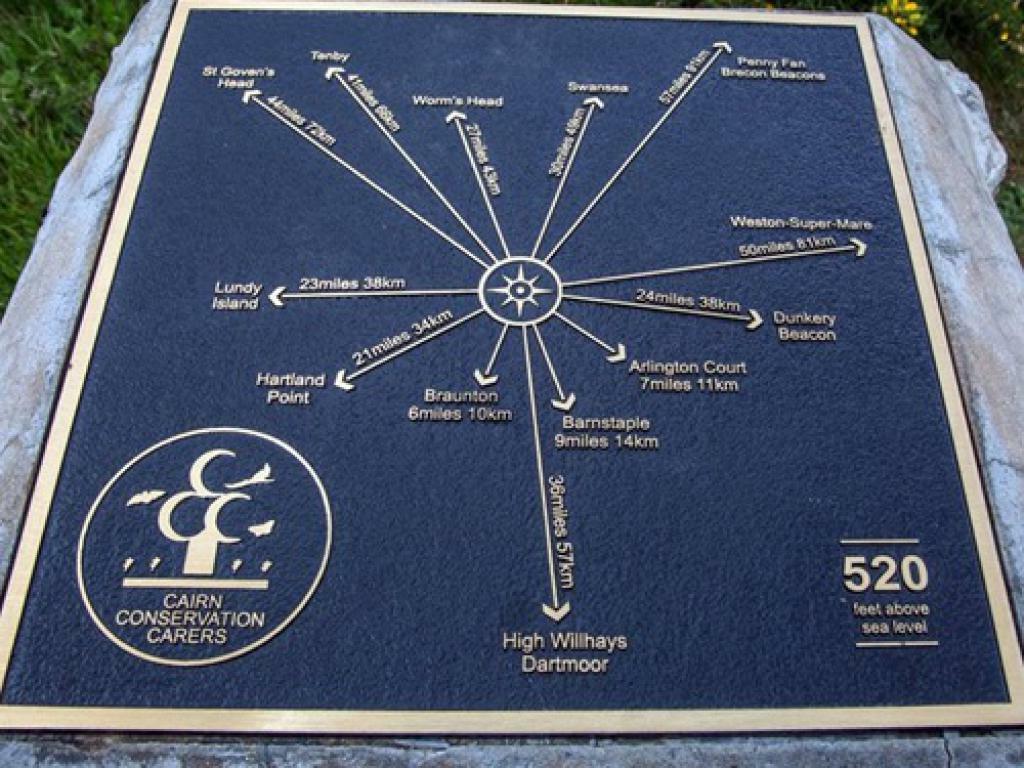 Tenby
41miles 66km
St Goven's
Head
44miles 72km
Worm's Head
27miles 43km
Swansea
30miles 48km
Penny Fan
Brecon Beacons
57miles 91km
Weston-Super-Mare
50miles 81km
Lundy
Island
23miles 38km
24miles 38km
Dunkery
Beacon
21miles 34km
Hartland
Point
Braunton
6miles 10km
Arlington Court
7miles 11km
Barnstaple
9miles 14km
36miles 57km
High Willhays
Dartmoor
CAIRN
CONSERVATION
CARERS
520
feet above
sea level